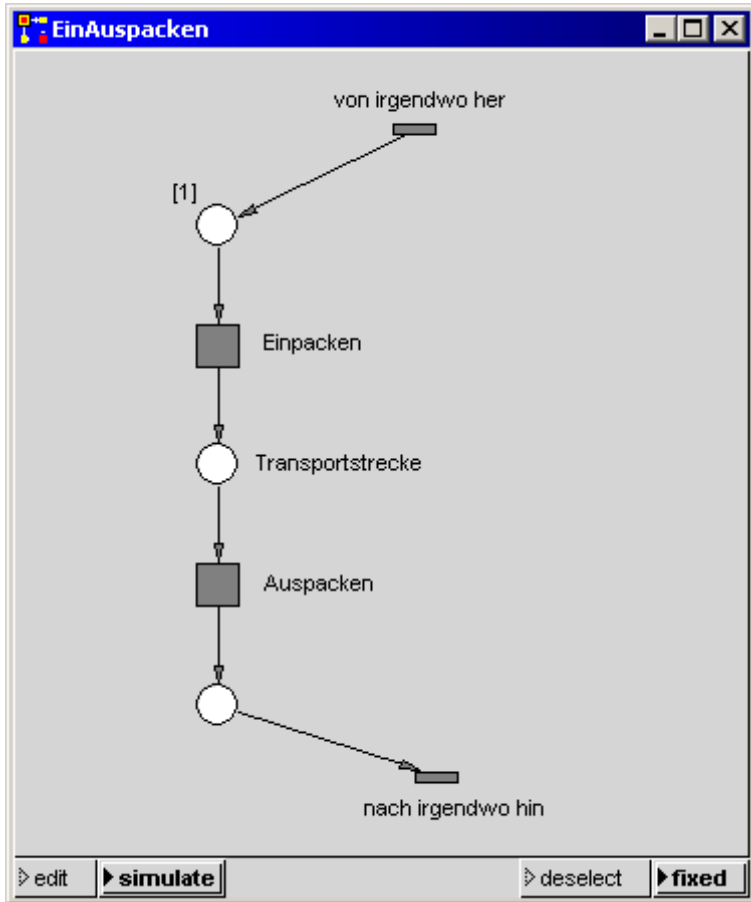 EinAuspacken
von irgendwo her
[1]
Einpacken
Transportstrecke
Auspacken
nach irgendwo hin
edit simulate deselect fixed